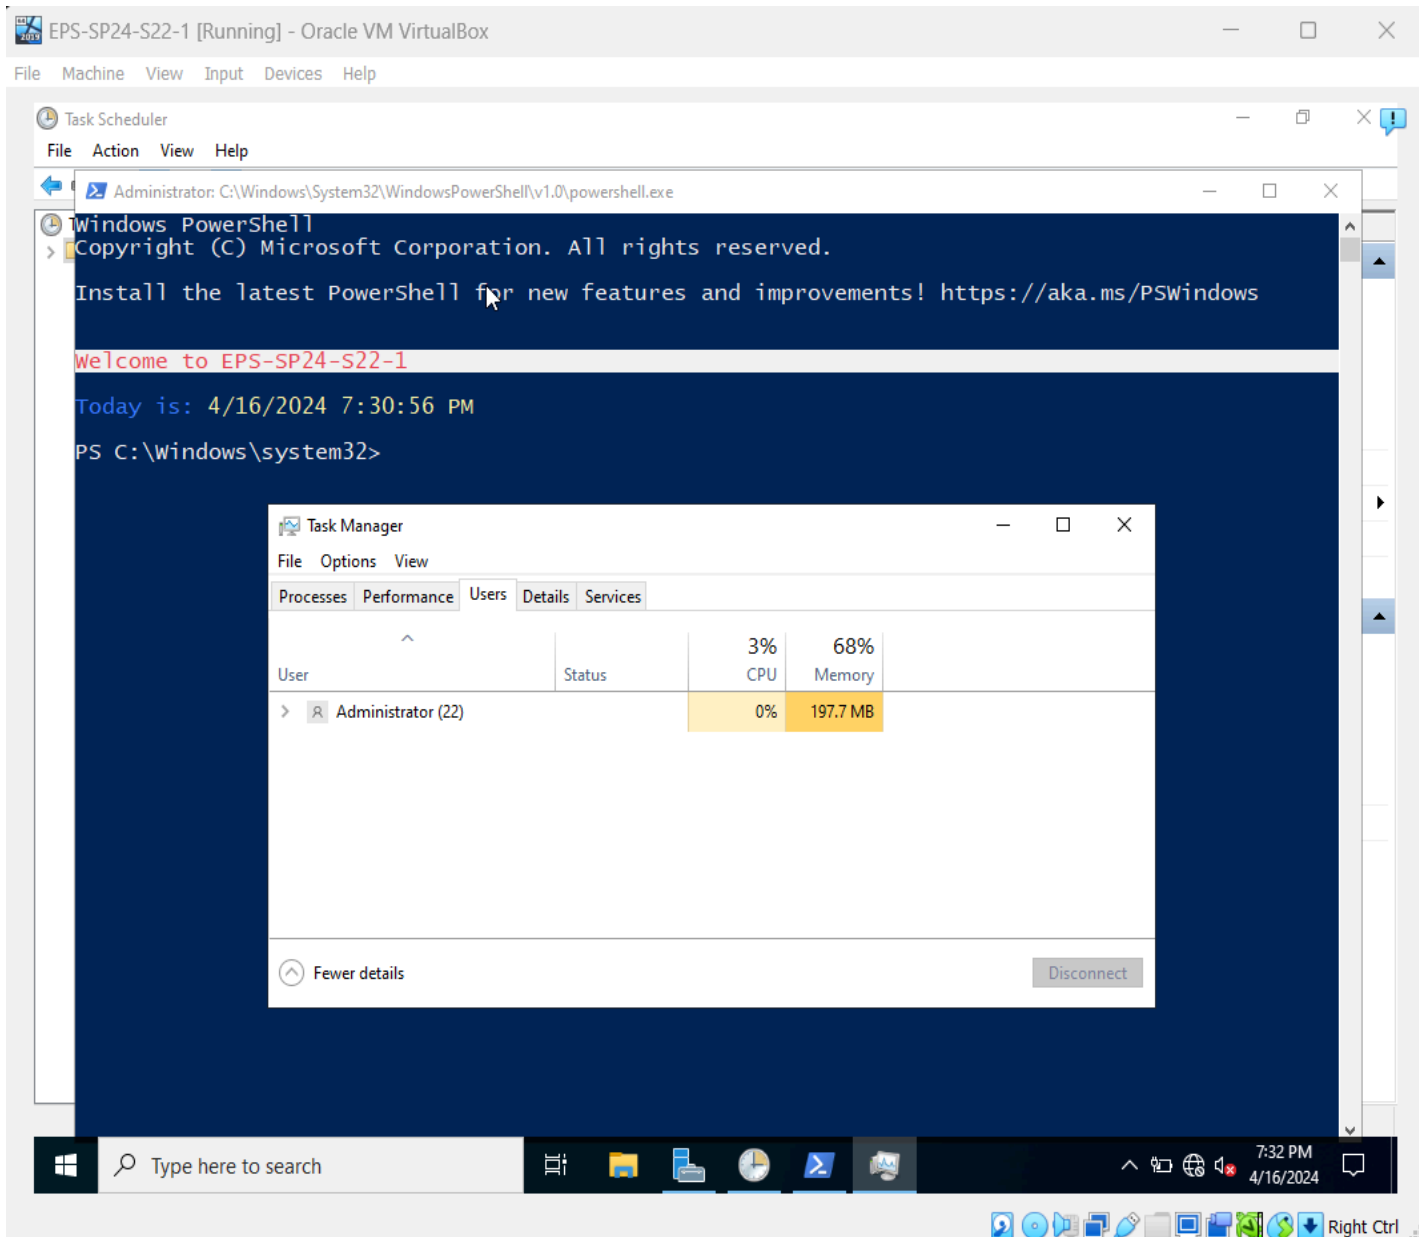 EPS-SP24-S22-1 [Running] - Oracle VM VirtualBox
File Machine View Input Devices Help
Task Scheduler
File Action View Help
Administrator: C:\Windows\System32\WindowsPowerShell\v1.0\powershell.exe
Windows PowerShell
Copyright (C) Microsoft Corporation. All rights reserved.
Install the latest PowerShell for new features and improvements! https://aka.ms/PSWindows
Welcome to EPS-SP24-S22-1
Today is: 4/16/2024 7:30:56 PM
PS C:\Windows\system32>
Task Manager
File Options View
Processes Performance Users Details Services
3% 68%
User Status CPU Memory
Administrator (22) 0% 197.7 MB
Fewer details Disconnect
Type here to search
7:32 PM
4/16/2024
Right Ctrl